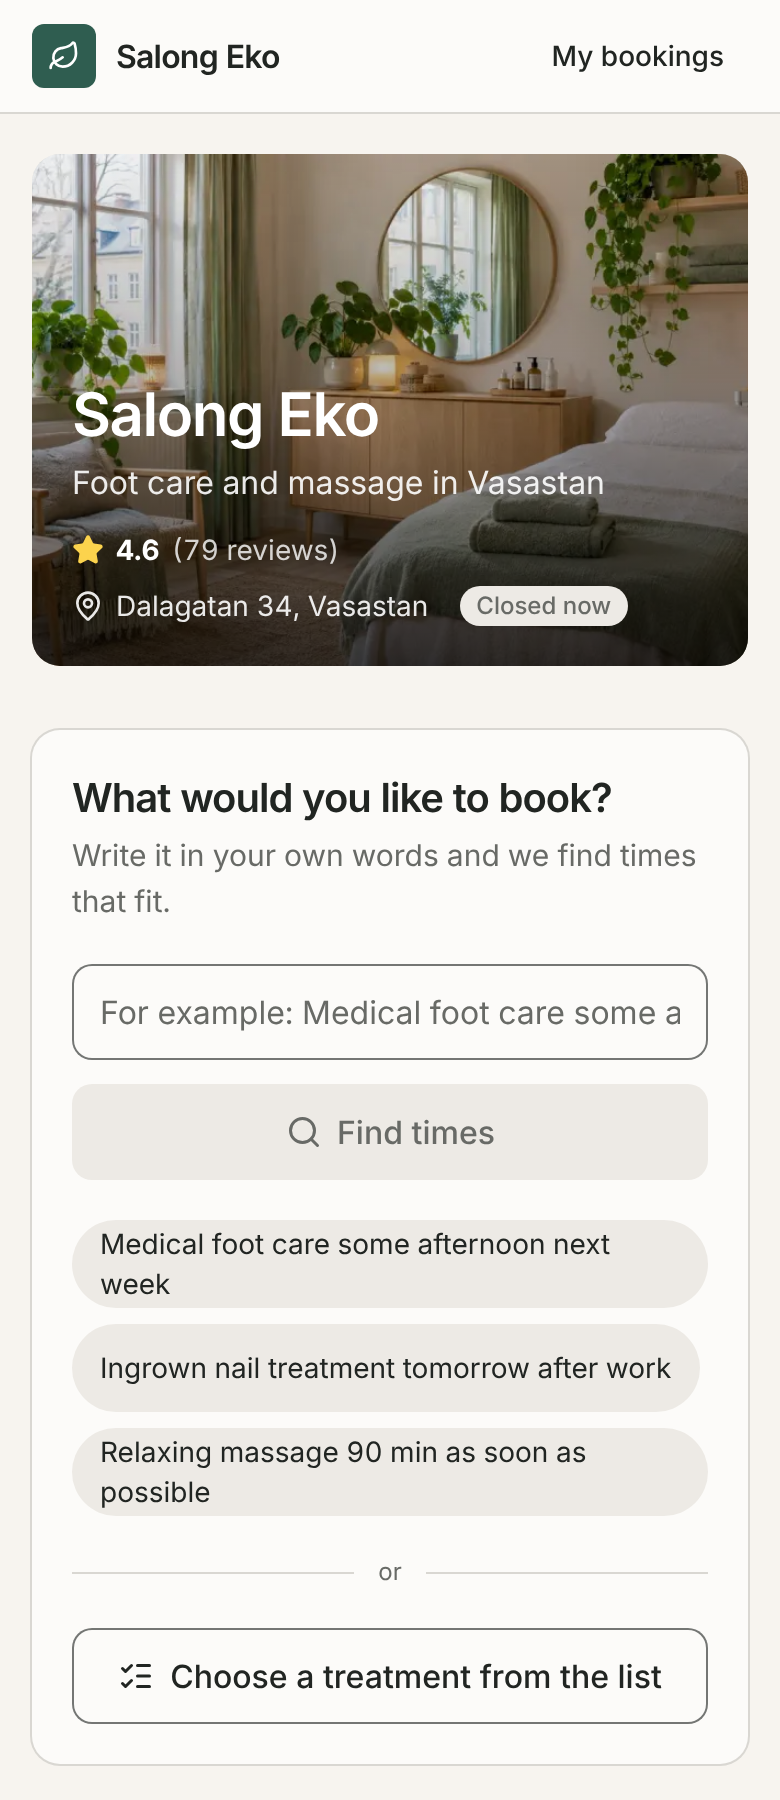 Salong Eko
My bookings
Salong Eko
Foot care and massage in Vasastan
4.6 (79 reviews)
Dalagatan 34, Vasastan
Closed now
What would you like to book?
Write it in your own words and we find times
that fit.
For example: Medical foot care some a
Find times
Medical foot care some afternoon next
week
Ingrown nail treatment tomorrow after work
Relaxing massage 90 min as soon as
possible
or
Choose a treatment from the list